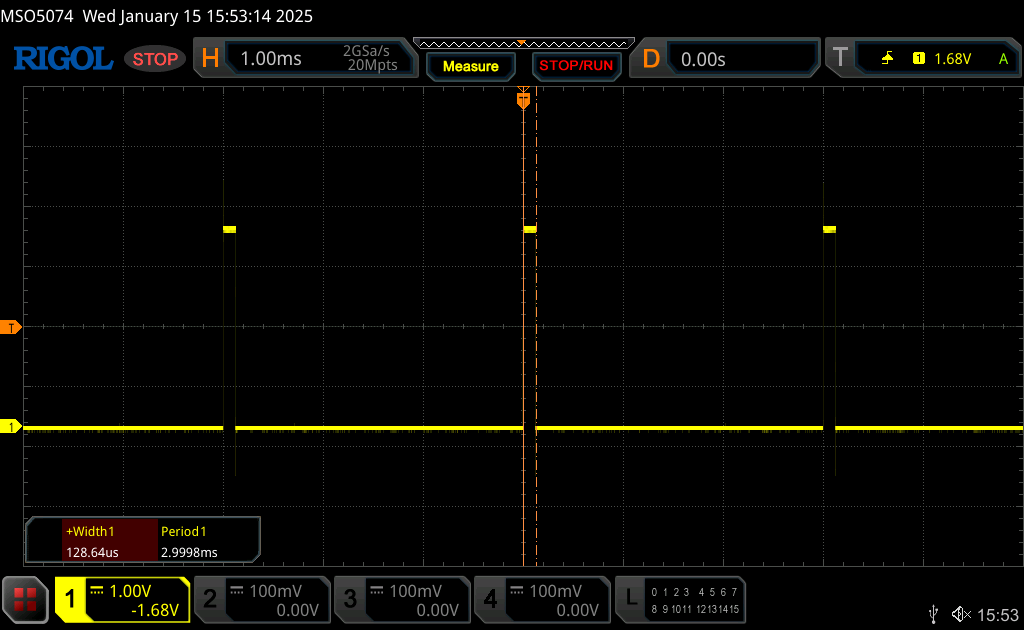 MSO5074 Wed January 15 15:53:14 2025
RIGOL STOP H 1.00ms 2GSa/s 20Mpts Measure STOP/RUN D 0.00s T 1 1.68V A
T
T
1
+Width1 Period1
128.64us 2.9998ms
1 1.00V -1.68V 2 100mV 0.00V 3 100mV 0.00V 4 100mV 0.00V L 0 1 2 3 4 5 6 7
8 9 10 11 12 13 14 15
15:53